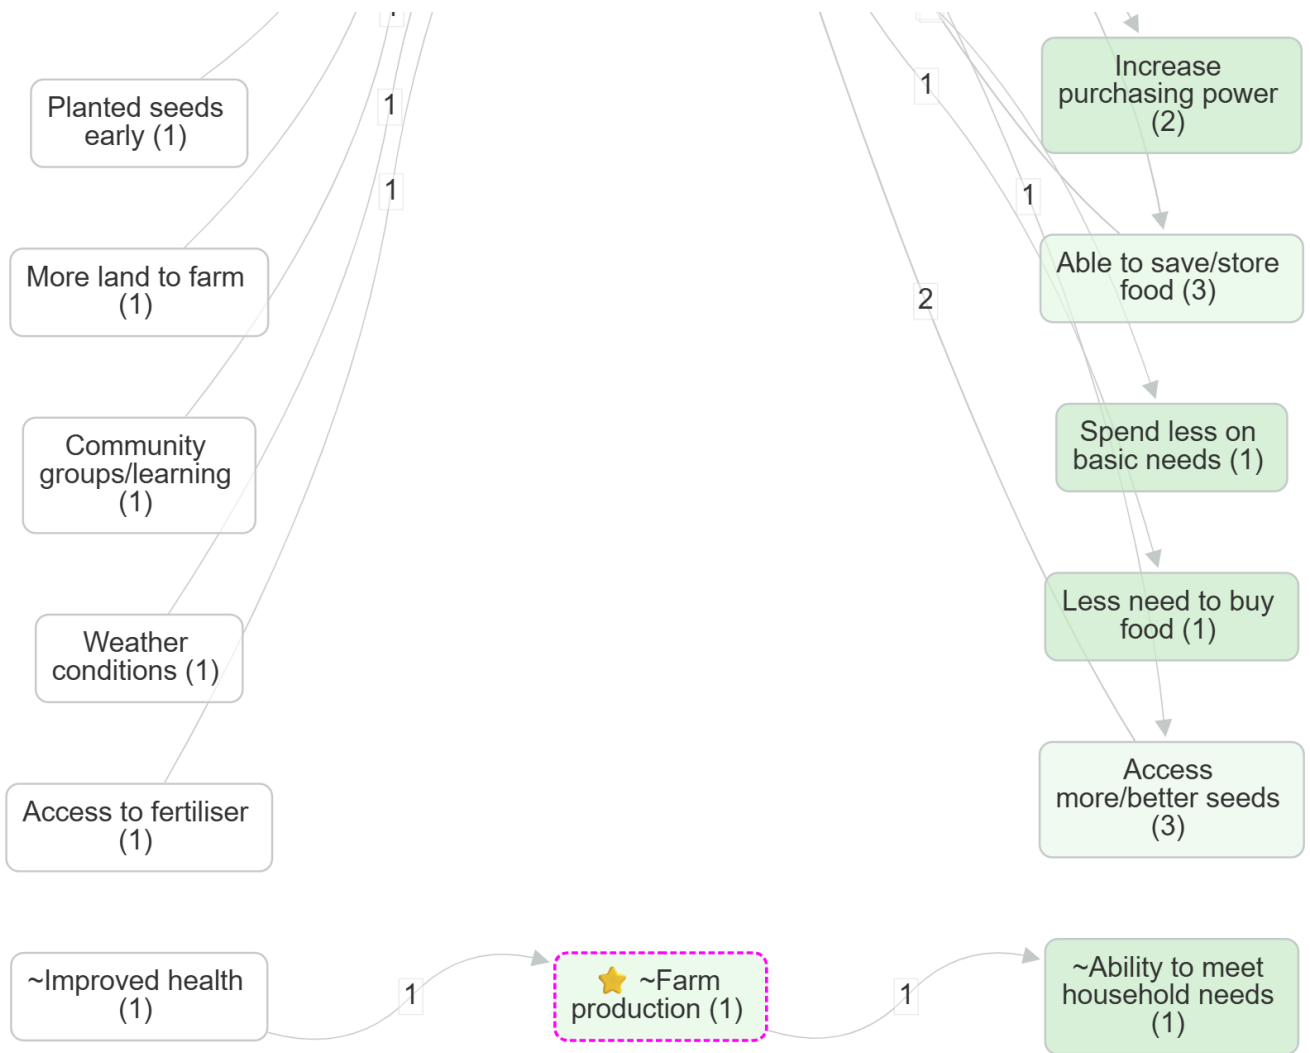 Planted seeds
early (1)
More land to farm
(1)
Community
groups/learning
(1)
Weather
conditions (1)
Access to fertiliser
(1)
~Improved health
(1)
1
1
1
~Farm
production (1)
1
2
1
1
1
Increase
purchasing power
(2)
Able to save/store
food (3)
Spend less on
basic needs (1)
Less need to buy
food (1)
Access
more/better seeds
(3)
~Ability to meet
household needs
(1)